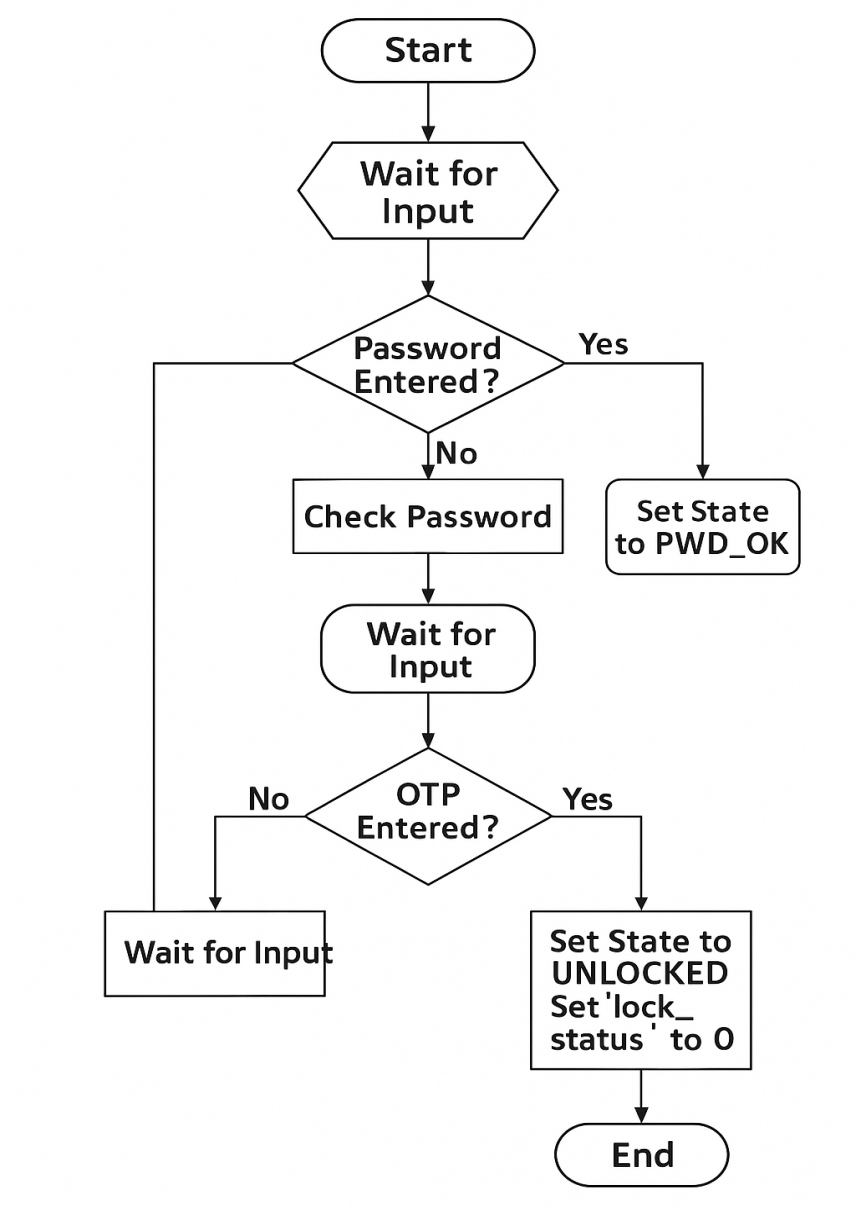 Start
Wait for
Input
Password
Entered?
Yes
No
Check Password
Set State
to PWD_OK
Wait for
Input
OTP
Entered?
No
Yes
Wait for Input
Set State to
UNLOCKED
Set 'lock_
status' to 0
End